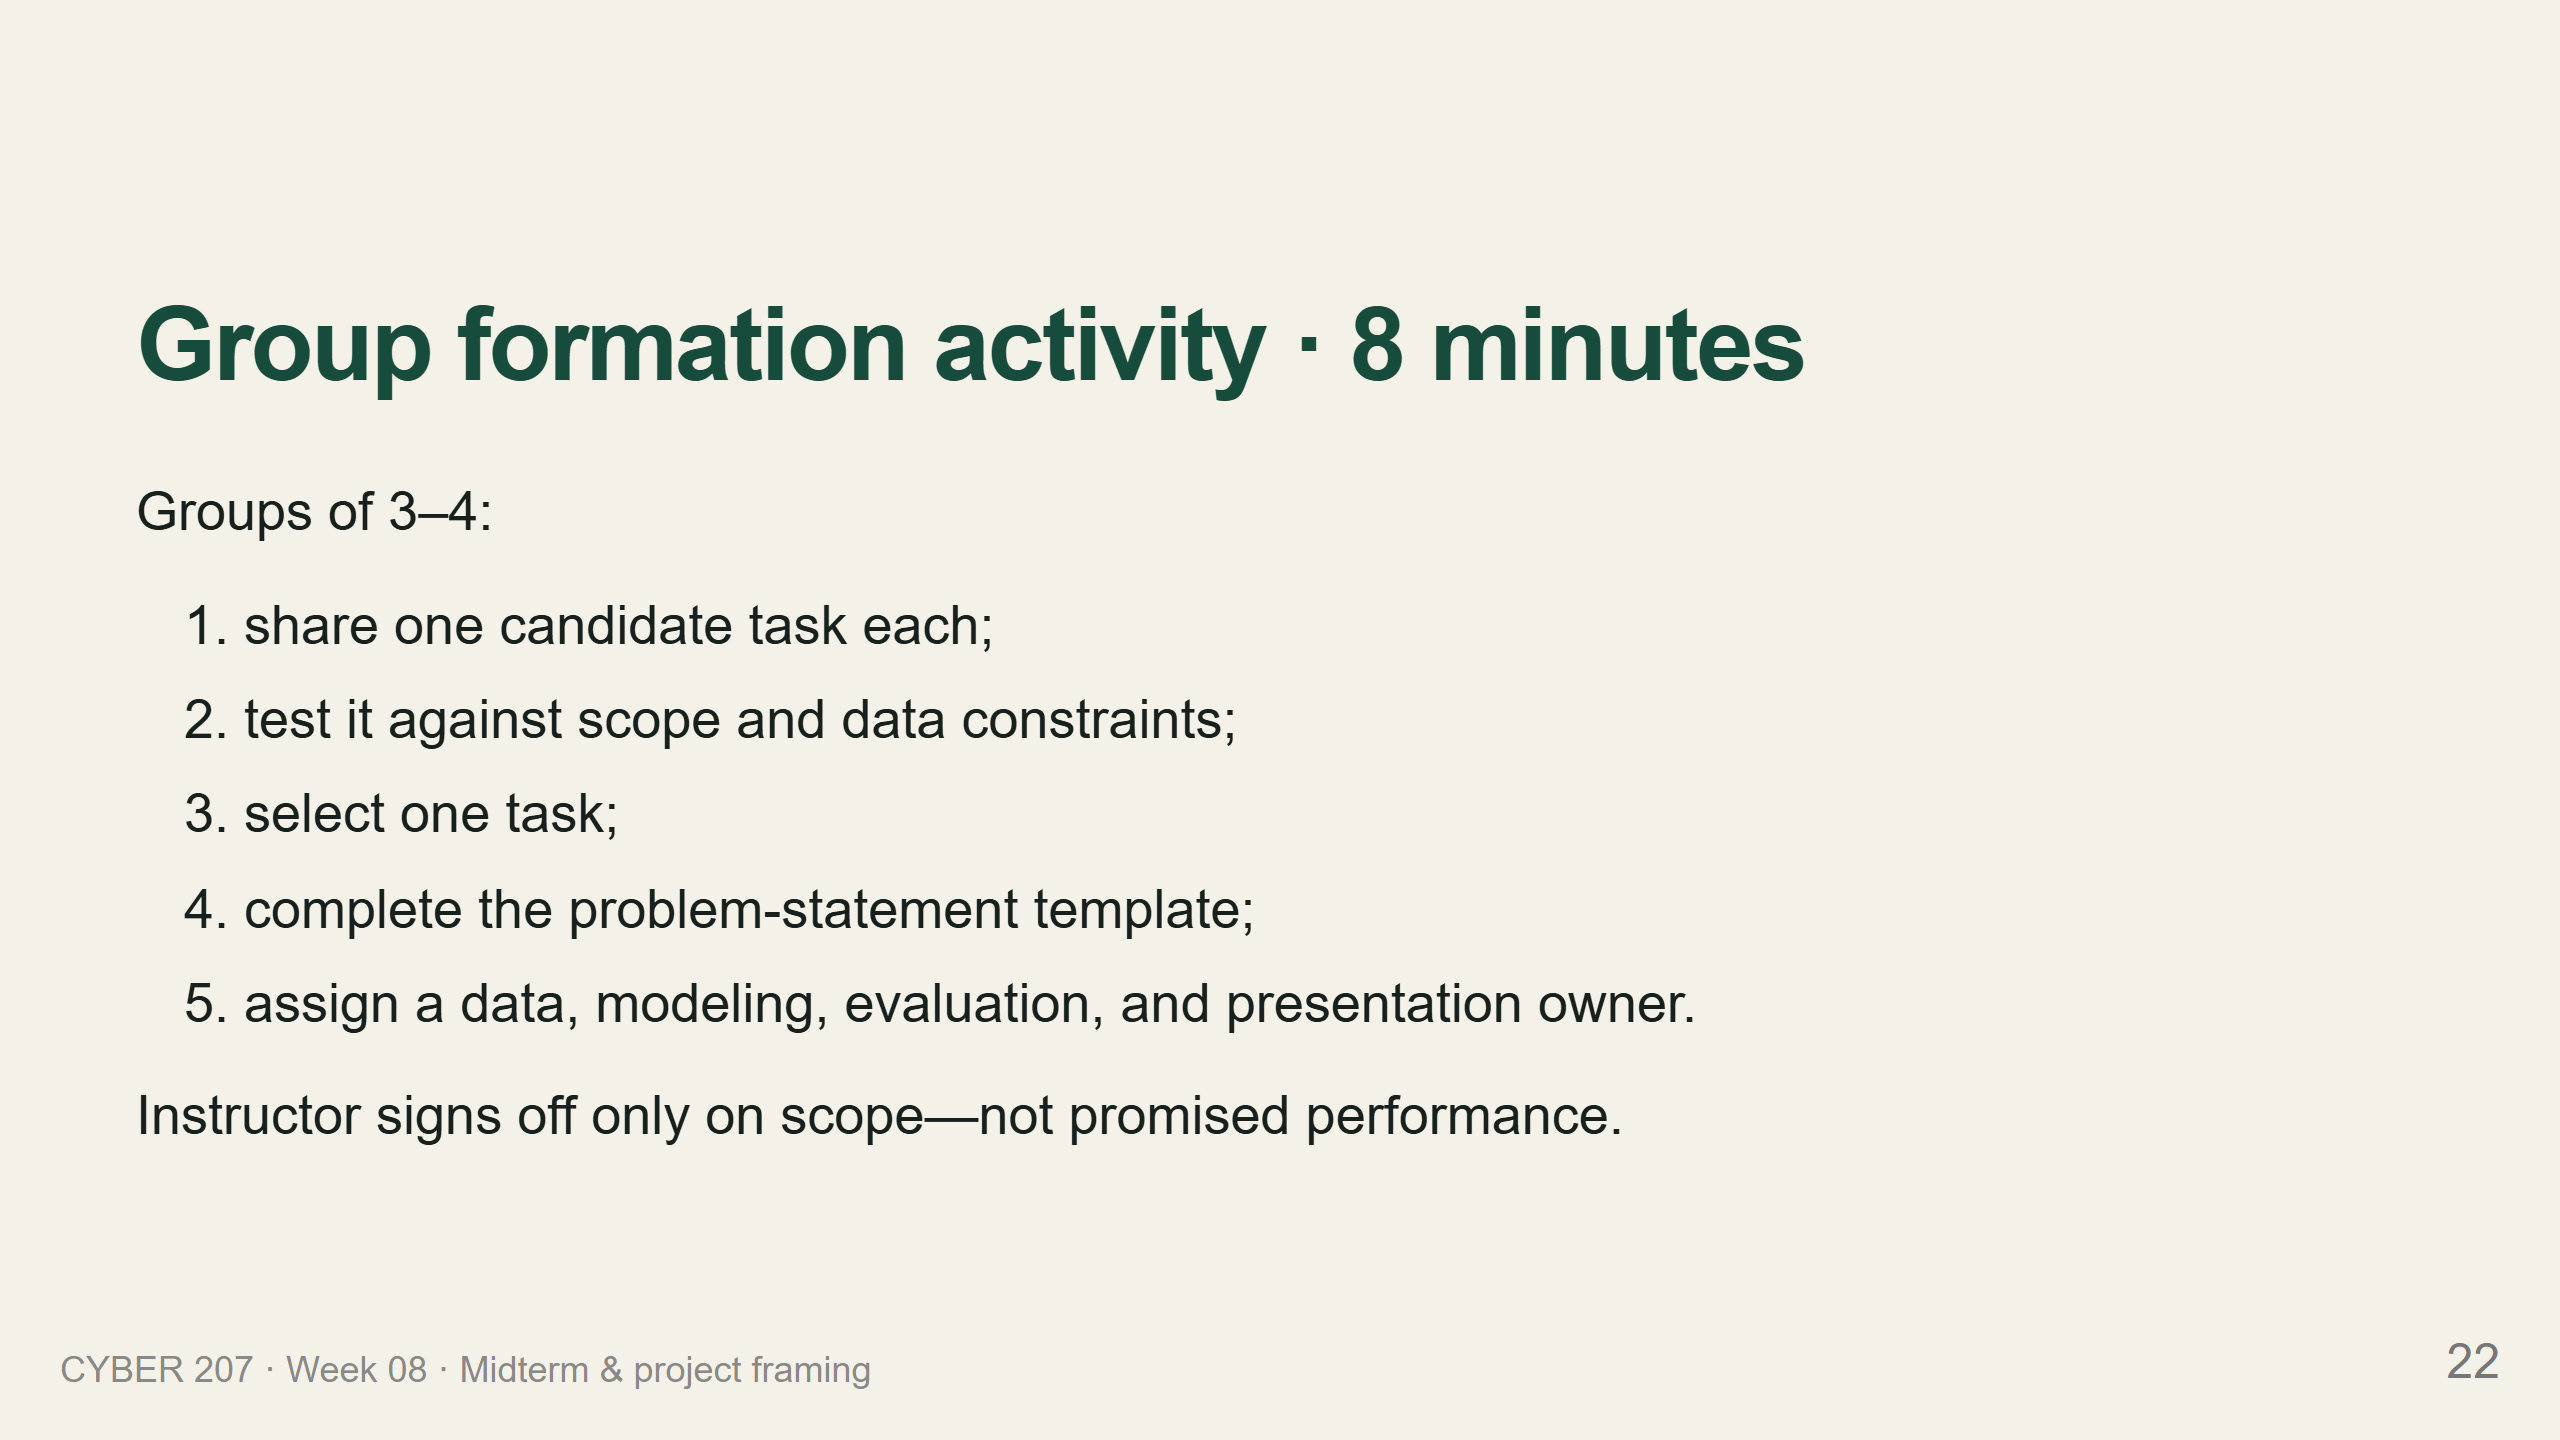 Group formation activity · 8 minutes
Groups of 3–4:
1. share one candidate task each;
2. test it against scope and data constraints;
3. select one task;
4. complete the problem-statement template;
5. assign a data, modeling, evaluation, and presentation owner.
Instructor signs off only on scope—not promised performance.
CYBER 207 · Week 08 · Midterm & project framing
22